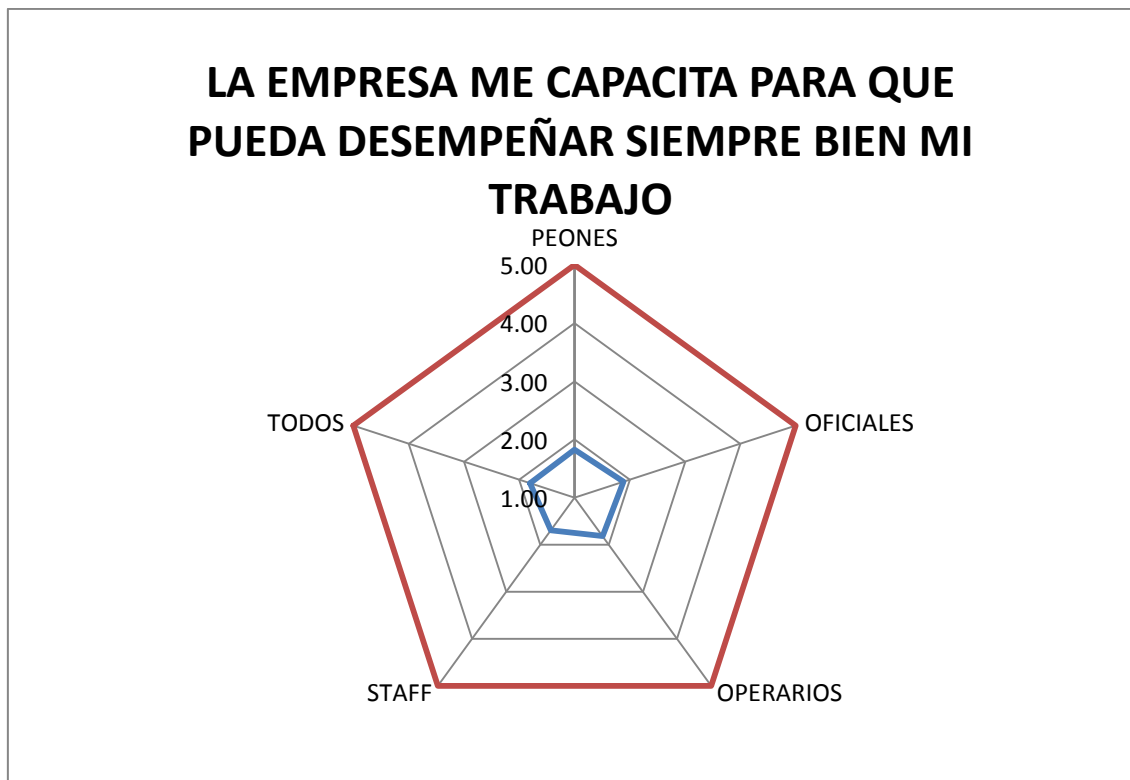 LA EMPRESA ME CAPACITA PARA QUE
PUEDA DESEMPEÑAR SIEMPRE BIEN MI
TRABAJO
PEONES
5.00
4.00
3.00
TODOS
OFICIALES
2.00
1.00
STAFF
OPERARIOS